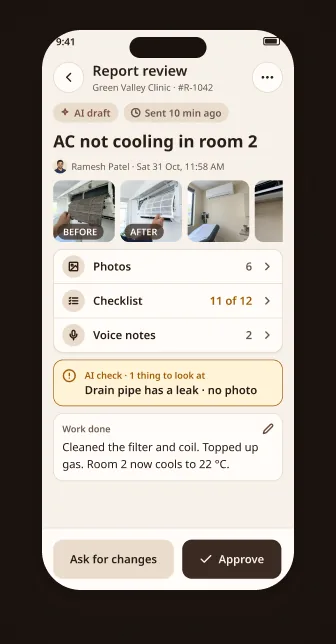 9:41
Report review
Green Valley Clinic · #R-1042
AI draft
Sent 10 min ago
AC not cooling in room 2
Ramesh Patel · Sat 31 Oct, 11:58 AM
BEFORE
AFTER
Photos 6
Checklist 11 of 12
Voice notes 2
AI check · 1 thing to look at
Drain pipe has a leak · no photo
Work done
Cleaned the filter and coil. Topped up
gas. Room 2 now cools to 22 °C.
Ask for changes
Approve